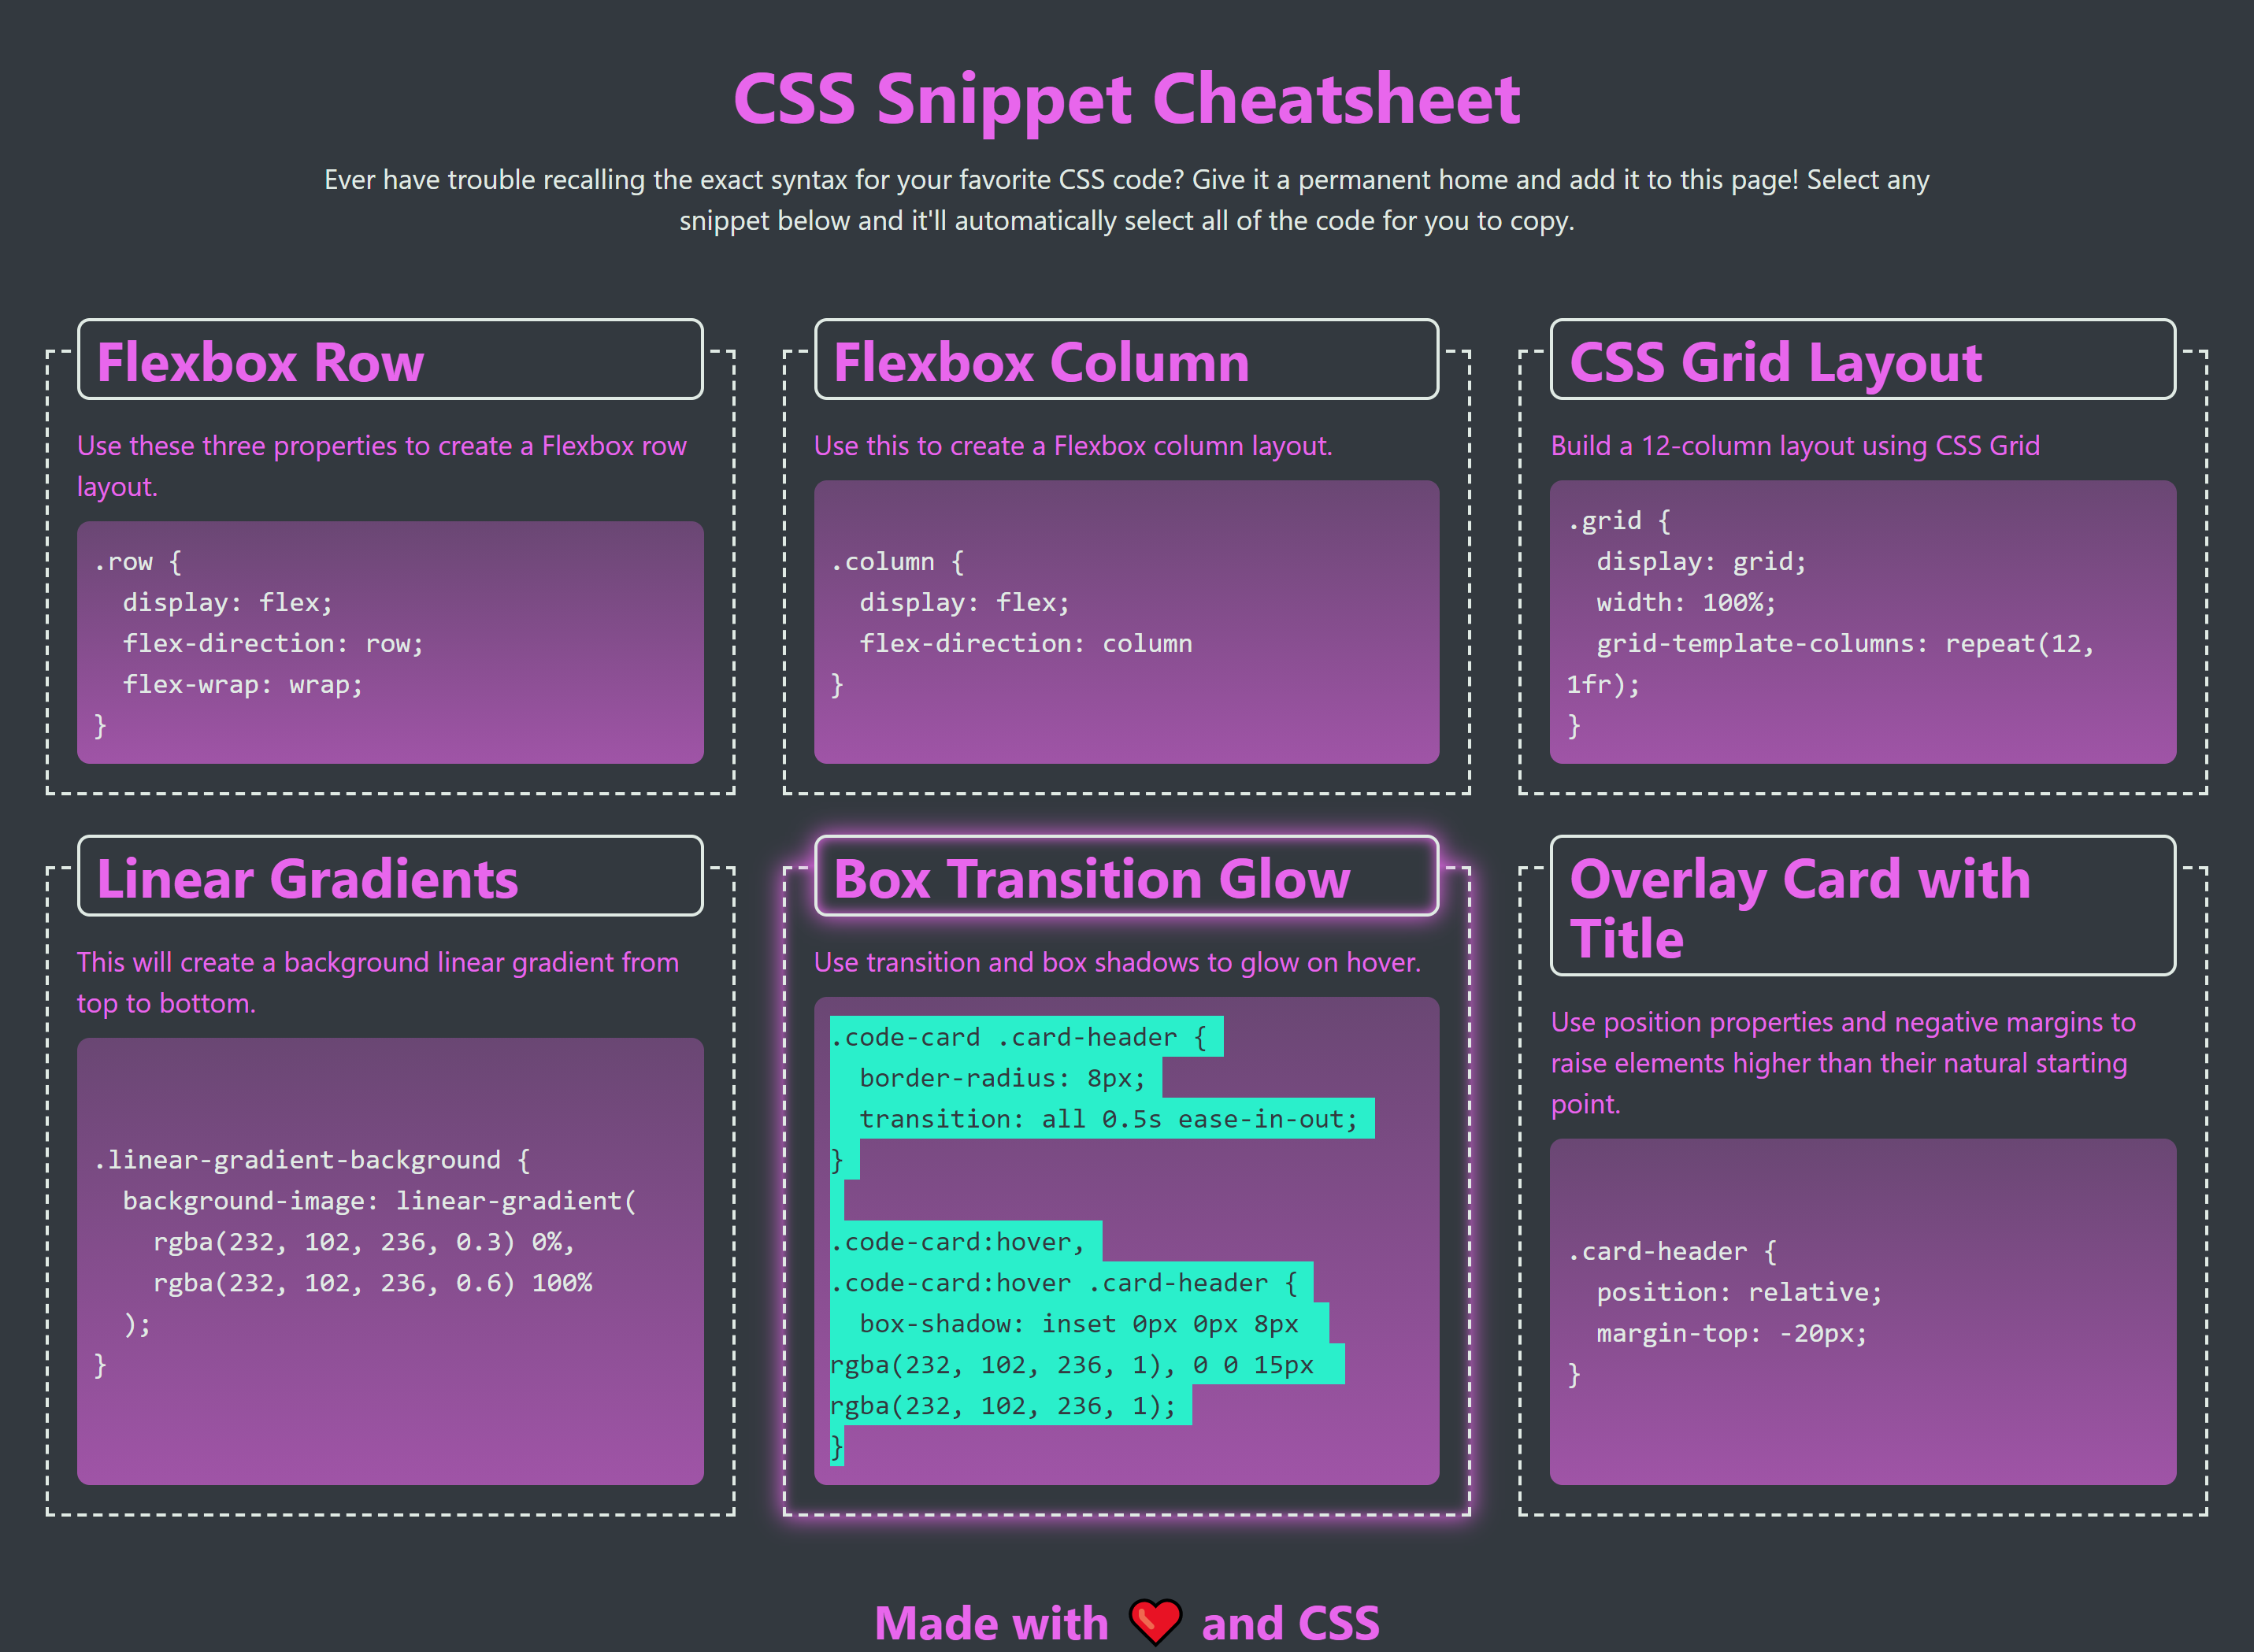 CSS Snippet Cheatsheet
Ever have trouble recalling the exact syntax for your favorite CSS code? Give it a permanent home and add it to this page! Select any
snippet below and it'll automatically select all of the code for you to copy.
Flexbox Row
Use these three properties to create a Flexbox row
layout.
.row {
  display: flex;
  flex-direction: row;
  flex-wrap: wrap;
}
Flexbox Column
Use this to create a Flexbox column layout.
.column {
  display: flex;
  flex-direction: column
}
CSS Grid Layout
Build a 12-column layout using CSS Grid
.grid {
  display: grid;
  width: 100%;
  grid-template-columns: repeat(12,
1fr);
}
Linear Gradients
This will create a background linear gradient from
top to bottom.
.linear-gradient-background {
  background-image: linear-gradient(
    rgba(232, 102, 236, 0.3) 0%,
    rgba(232, 102, 236, 0.6) 100%
  );
}
Box Transition Glow
Use transition and box shadows to glow on hover.
.code-card .card-header {
  border-radius: 8px;
  transition: all 0.5s ease-in-out;
}
.code-card:hover,
.code-card:hover .card-header {
  box-shadow: inset 0px 0px 8px
rgba(232, 102, 236, 1), 0 0 15px
rgba(232, 102, 236, 1);
}
Overlay Card with
Title
Use position properties and negative margins to
raise elements higher than their natural starting
point.
.card-header {
  position: relative;
  margin-top: -20px;
}
Made with ❤️ and CSS